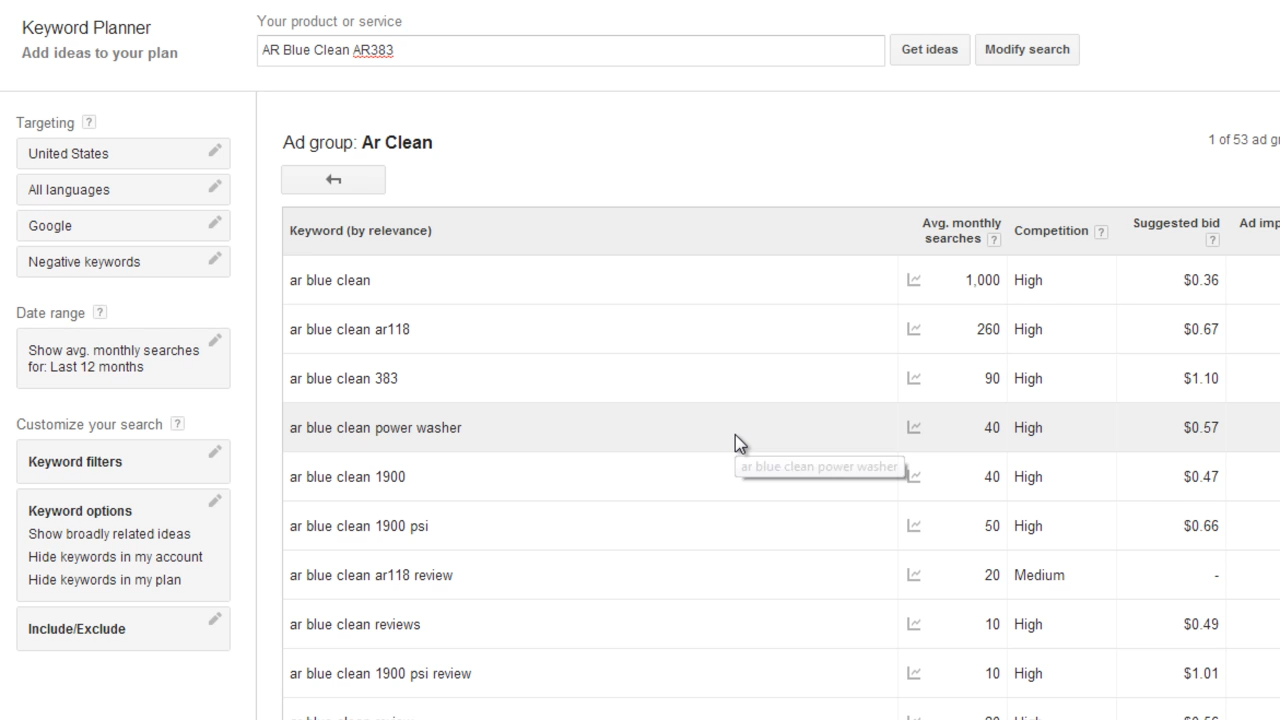 Keyword Planner
Add ideas to your plan
Your product or service
AR Blue Clean AR383
Get ideas
Modify search
Targeting ?
United States
All languages
Google
Negative keywords
Date range ?
Show avg. monthly searches
for: Last 12 months
Customize your search ?
Keyword filters
Keyword options
Show broadly related ideas
Hide keywords in my account
Hide keywords in my plan
Include/Exclude
Ad group: Ar Clean
1 of 53 ad
Keyword (by relevance) Avg. monthly searches ? Competition ? Suggested bid ? Ad
ar blue clean 1,000 High $0.36
ar blue clean ar118 260 High $0.67
ar blue clean 383 90 High $1.10
ar blue clean power washer 40 High $0.57
ar blue clean power washer
ar blue clean 1900 40 High $0.47
ar blue clean 1900 psi 50 High $0.66
ar blue clean ar118 review 20 Medium -
ar blue clean reviews 10 High $0.49
ar blue clean 1900 psi review 10 High $1.01